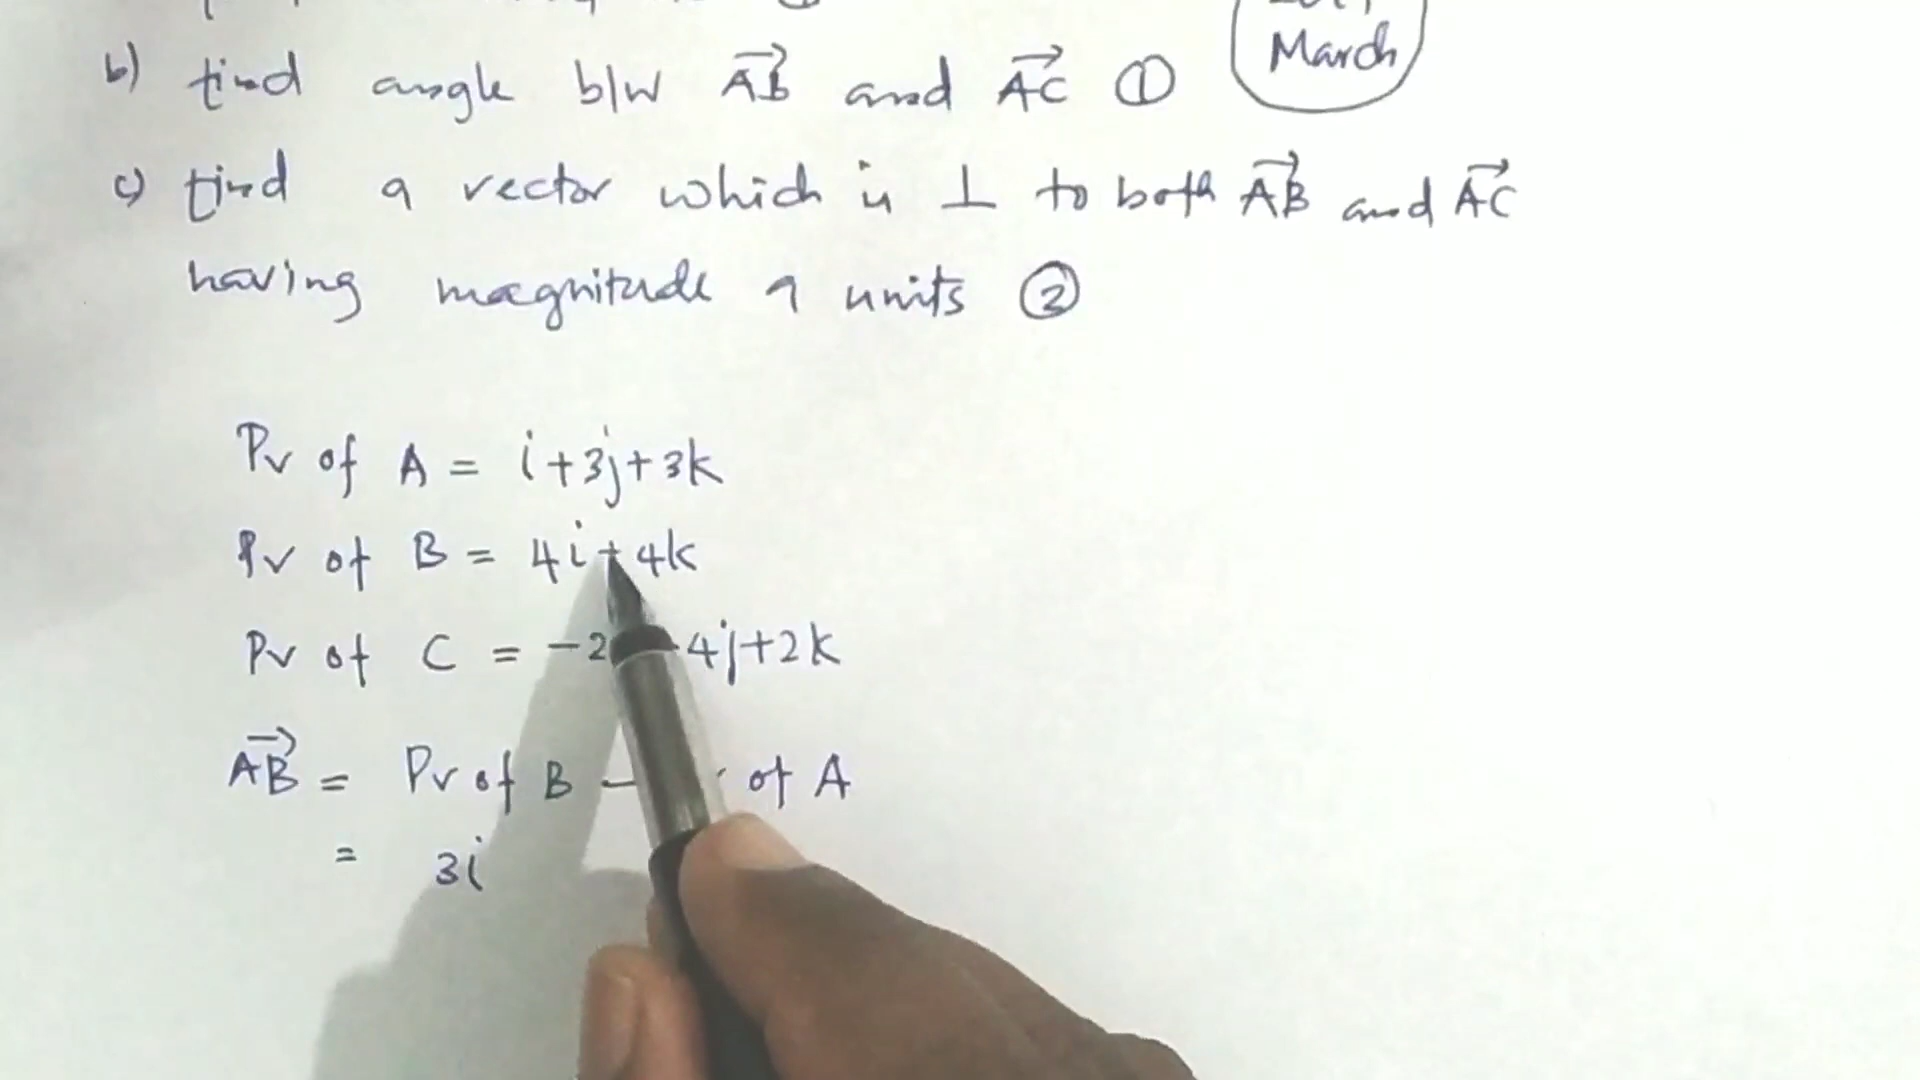 b) find angle b/w AB and AC ①
March
c) find a vector which is ⊥ to both AB and AC
having magnitude 9 units ②
Pv of A = i+3j+3k
Pv of B = 4i+4k
Pv of C = -2 4j+2k
AB = Pv of B - of A
= 3i